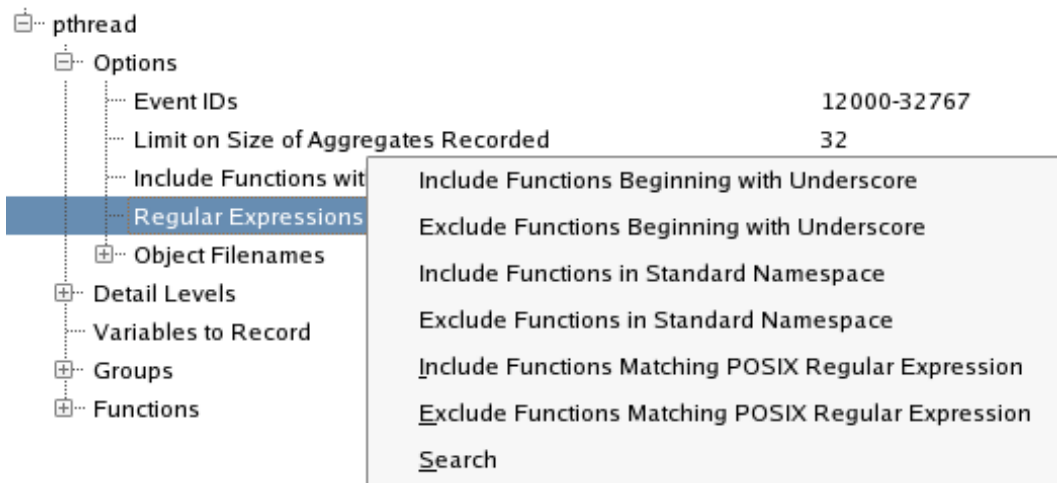 pthread
Options
Event IDs 12000-32767
Limit on Size of Aggregates Recorded 32
Include Functions wit
Regular Expressions
Object Filenames
Detail Levels
Variables to Record
Groups
Functions
Include Functions Beginning with Underscore
Exclude Functions Beginning with Underscore
Include Functions in Standard Namespace
Exclude Functions in Standard Namespace
Include Functions Matching POSIX Regular Expression
Exclude Functions Matching POSIX Regular Expression
Search